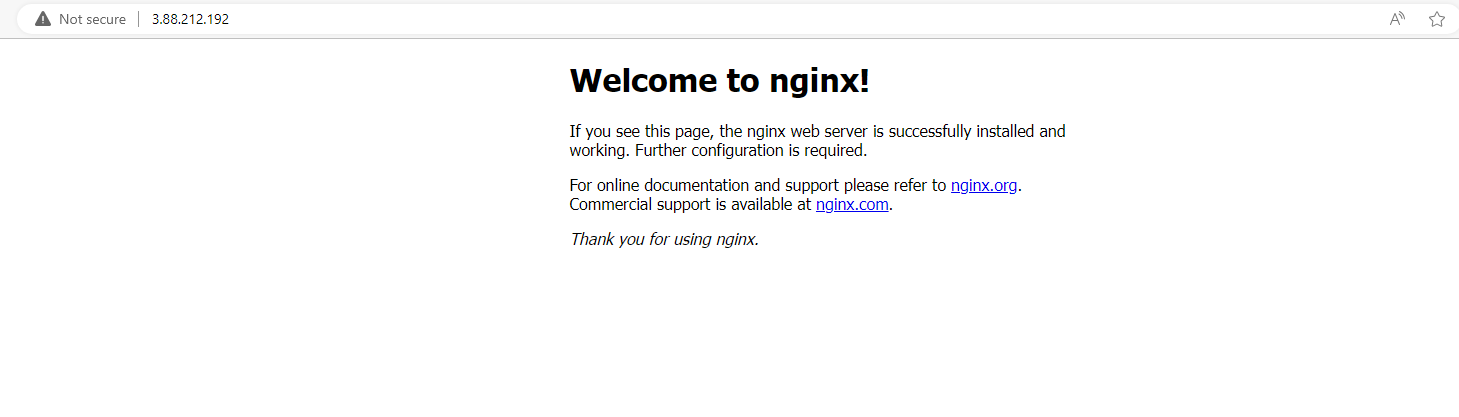 Not secure 3.88.212.192
Welcome to nginx!
If you see this page, the nginx web server is successfully installed and
working. Further configuration is required.
For online documentation and support please refer to nginx.org.
Commercial support is available at nginx.com.
Thank you for using nginx.